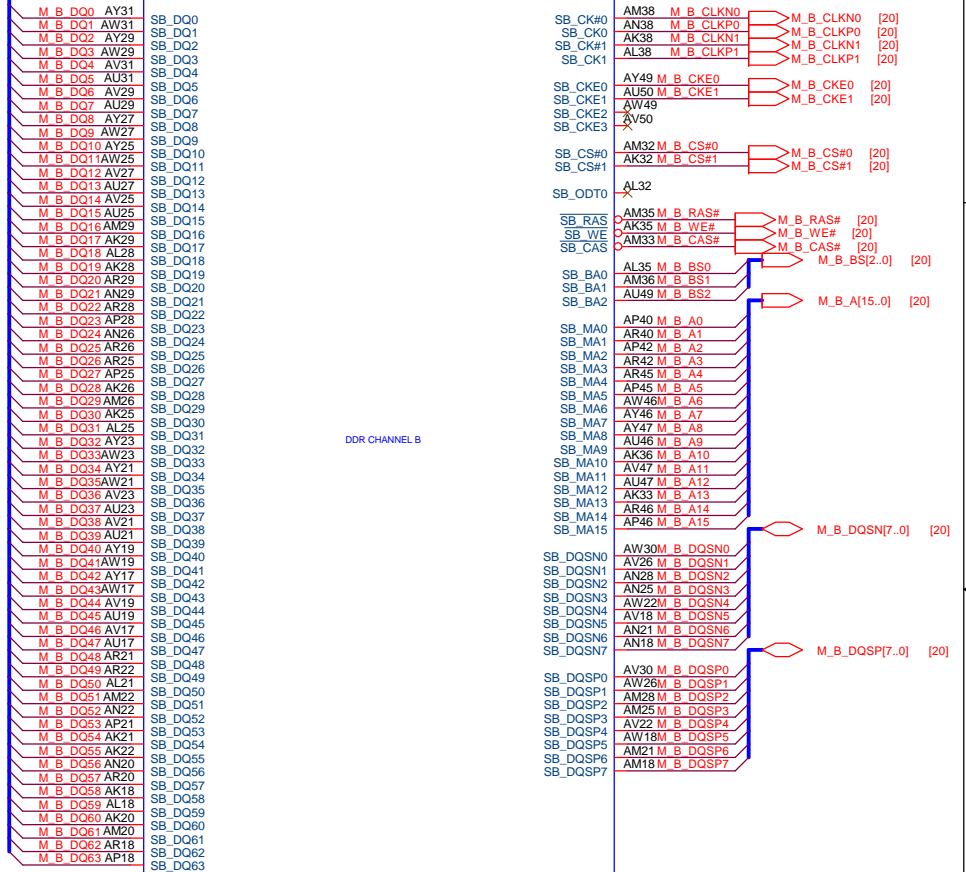 M_B_DQ0 AY31 SB_DQ0
M_B_DQ1 AW31 SB_DQ1
M_B_DQ2 AY29 SB_DQ2
M_B_DQ3 AW29 SB_DQ3
M_B_DQ4 AV31 SB_DQ4
M_B_DQ5 AU31 SB_DQ5
M_B_DQ6 AV29 SB_DQ6
M_B_DQ7 AU29 SB_DQ7
M_B_DQ8 AY27 SB_DQ8
M_B_DQ9 AW27 SB_DQ9
M_B_DQ10 AY25 SB_DQ10
M_B_DQ11 AW25 SB_DQ11
M_B_DQ12 AV27 SB_DQ12
M_B_DQ13 AU27 SB_DQ13
M_B_DQ14 AV25 SB_DQ14
M_B_DQ15 AU25 SB_DQ15
M_B_DQ16 AM29 SB_DQ16
M_B_DQ17 AK29 SB_DQ17
M_B_DQ18 AL28 SB_DQ18
M_B_DQ19 AK28 SB_DQ19
M_B_DQ20 AR29 SB_DQ20
M_B_DQ21 AN29 SB_DQ21
M_B_DQ22 AR28 SB_DQ22
M_B_DQ23 AP28 SB_DQ23
M_B_DQ24 AN26 SB_DQ24
M_B_DQ25 AR26 SB_DQ25
M_B_DQ26 AR25 SB_DQ26
M_B_DQ27 AP25 SB_DQ27
M_B_DQ28 AK26 SB_DQ28
M_B_DQ29 AM26 SB_DQ29
M_B_DQ30 AK25 SB_DQ30
M_B_DQ31 AL25 SB_DQ31
M_B_DQ32 AY23 SB_DQ32
M_B_DQ33 AW23 SB_DQ33
M_B_DQ34 AY21 SB_DQ34
M_B_DQ35 AW21 SB_DQ35
M_B_DQ36 AV23 SB_DQ36
M_B_DQ37 AU23 SB_DQ37
M_B_DQ38 AV21 SB_DQ38
M_B_DQ39 AU21 SB_DQ39
M_B_DQ40 AY19 SB_DQ40
M_B_DQ41 AW19 SB_DQ41
M_B_DQ42 AY17 SB_DQ42
M_B_DQ43 AW17 SB_DQ43
M_B_DQ44 AV19 SB_DQ44
M_B_DQ45 AU19 SB_DQ45
M_B_DQ46 AV17 SB_DQ46
M_B_DQ47 AU17 SB_DQ47
M_B_DQ48 AR21 SB_DQ48
M_B_DQ49 AR22 SB_DQ49
M_B_DQ50 AL21 SB_DQ50
M_B_DQ51 AM22 SB_DQ51
M_B_DQ52 AN22 SB_DQ52
M_B_DQ53 AP21 SB_DQ53
M_B_DQ54 AK21 SB_DQ54
M_B_DQ55 AK22 SB_DQ55
M_B_DQ56 AN20 SB_DQ56
M_B_DQ57 AR20 SB_DQ57
M_B_DQ58 AK18 SB_DQ58
M_B_DQ59 AL18 SB_DQ59
M_B_DQ60 AK20 SB_DQ60
M_B_DQ61 AM20 SB_DQ61
M_B_DQ62 AR18 SB_DQ62
M_B_DQ63 AP18 SB_DQ63
DDR CHANNEL B
SB_CK#0 AM38 M_B_CLKN0 M_B_CLKN0 [20]
SB_CK0 AN38 M_B_CLKP0 M_B_CLKP0 [20]
SB_CK#1 AK38 M_B_CLKN1 M_B_CLKN1 [20]
SB_CK1 AL38 M_B_CLKP1 M_B_CLKP1 [20]
SB_CKE0 AY49 M_B_CKE0 M_B_CKE0 [20]
SB_CKE1 AU50 M_B_CKE1 M_B_CKE1 [20]
SB_CKE2 AW49
SB_CKE3 AV50
SB_CS#0 AM32 M_B_CS#0 M_B_CS#0 [20]
SB_CS#1 AK32 M_B_CS#1 M_B_CS#1 [20]
SB_ODT0 AL32
SB_RAS AM35 M_B_RAS# M_B_RAS# [20]
SB_WE AK35 M_B_WE# M_B_WE# [20]
SB_CAS AM33 M_B_CAS# M_B_CAS# [20]
M_B_BS[2..0] [20]
SB_BA0 AL35 M_B_BS0
SB_BA1 AM36 M_B_BS1
SB_BA2 AU49 M_B_BS2
M_B_A[15..0] [20]
SB_MA0 AP40 M_B_A0
SB_MA1 AR40 M_B_A1
SB_MA2 AP42 M_B_A2
SB_MA3 AR42 M_B_A3
SB_MA4 AR45 M_B_A4
SB_MA5 AP45 M_B_A5
SB_MA6 AW46 M_B_A6
SB_MA7 AY46 M_B_A7
SB_MA8 AY47 M_B_A8
SB_MA9 AU46 M_B_A9
SB_MA10 AK36 M_B_A10
SB_MA11 AV47 M_B_A11
SB_MA12 AU47 M_B_A12
SB_MA13 AK33 M_B_A13
SB_MA14 AR46 M_B_A14
SB_MA15 AP46 M_B_A15
M_B_DQSN[7..0] [20]
SB_DQSN0 AW30 M_B_DQSN0
SB_DQSN1 AV26 M_B_DQSN1
SB_DQSN2 AN28 M_B_DQSN2
SB_DQSN3 AN25 M_B_DQSN3
SB_DQSN4 AW22 M_B_DQSN4
SB_DQSN5 AV18 M_B_DQSN5
SB_DQSN6 AN21 M_B_DQSN6
SB_DQSN7 AN18 M_B_DQSN7
M_B_DQSP[7..0] [20]
SB_DQSP0 AV30 M_B_DQSP0
SB_DQSP1 AW26 M_B_DQSP1
SB_DQSP2 AM28 M_B_DQSP2
SB_DQSP3 AM25 M_B_DQSP3
SB_DQSP4 AV22 M_B_DQSP4
SB_DQSP5 AW18 M_B_DQSP5
SB_DQSP6 AM21 M_B_DQSP6
SB_DQSP7 AM18 M_B_DQSP7